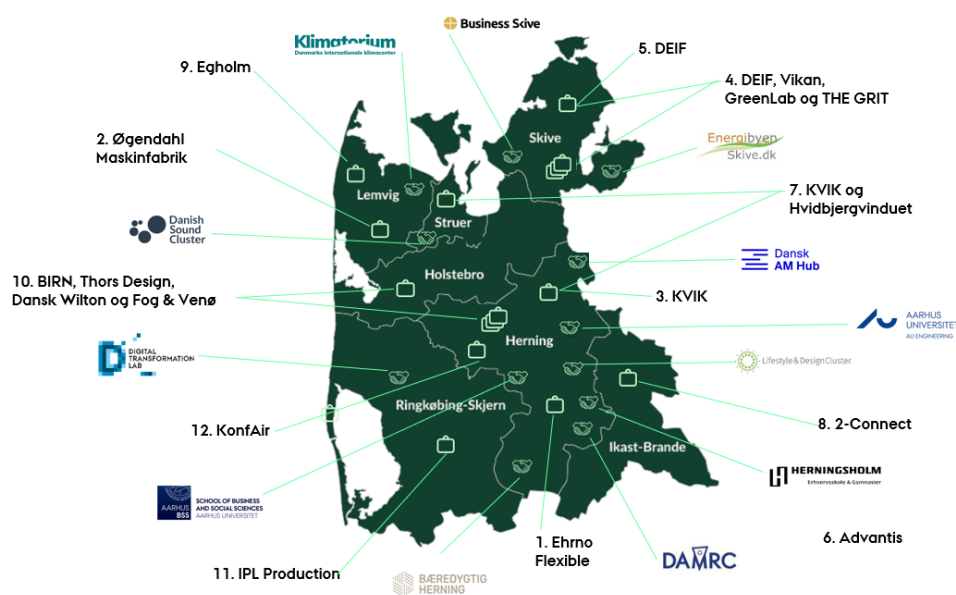 Business Skive
Klimatorium
Danmarks internationale klimacenter
5. DEIF
9. Egholm
4. DEIF, Vikan,
GreenLab og THE GRIT
Skive
Energibyen
Skive.dk
2. Øgendahl
Maskinfabrik
Lemvig
Struer
7. KVIK og
Hvidbjergvinduet
Danish
Sound
Cluster
Dansk
AM Hub
Holstebro
10. BIRN, Thors Design,
Dansk Wilton og Fog & Venø
3. KVIK
AARHUS
UNIVERSITET
AU ENGINEERING
Herning
DIGITAL
TRANSFORMATION
LAB
Lifestyle & Design Cluster
Ringkøbing-Skjern
12. KonfAir
8. 2-Connect
Ikast-Brande
HERNINGSHOLM
Erhvervsskole & Gymnasier
AARHUS
BSS
SCHOOL OF BUSINESS
AND SOCIAL SCIENCES
AARHUS UNIVERSITET
6. Advantis
1. Ehrno
Flexible
DAMRC
11. IPL Production
BÆREDYGTIG
HERNING